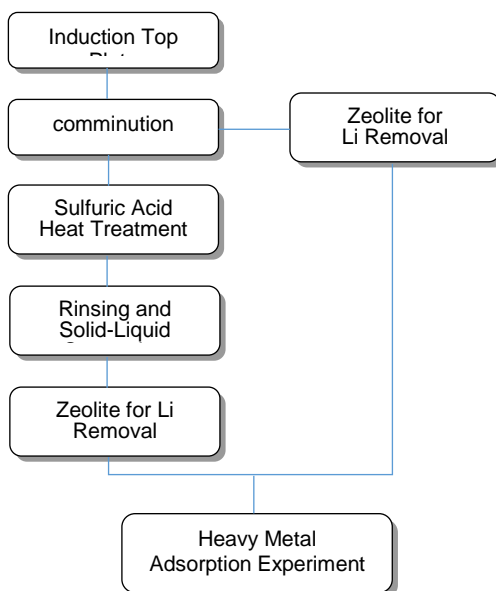 Induction Top
comminution
Zeolite for
Li Removal
Sulfuric Acid
Heat Treatment
Rinsing and
Solid-Liquid
Zeolite for Li
Removal
Heavy Metal
Adsorption Experiment